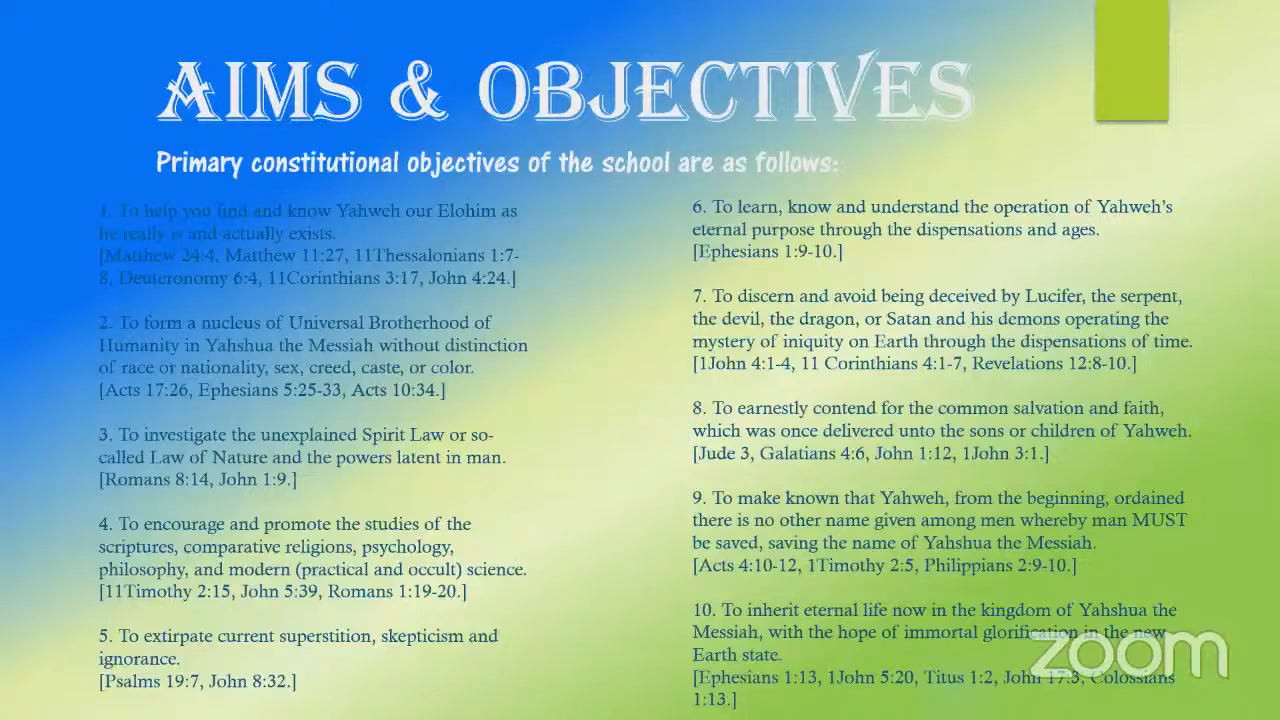 AIMS & OBJECTIVES
Primary constitutional objectives of the school are as follows:
1. To help you find and know Yahweh our Elohim as
he really is and actually exists.
[Matthew 24:4, Matthew 11:27, 11Thessalonians 1:7-
8, Deuteronomy 6:4, 11Corinthians 3:17, John 4:24.]
2. To form a nucleus of Universal Brotherhood of
Humanity in Yahshua the Messiah without distinction
of race or nationality, sex, creed, caste, or color.
[Acts 17:26, Ephesians 5:25-33, Acts 10:34.]
3. To investigate the unexplained Spirit Law or so-
called Law of Nature and the powers latent in man.
[Romans 8:14, John 1:9.]
4. To encourage and promote the studies of the
scriptures, comparative religions, psychology,
philosophy, and modern (practical and occult) science.
[11Timothy 2:15, John 5:39, Romans 1:19-20.]
5. To extirpate current superstition, skepticism and
ignorance.
[Psalms 19:7, John 8:32.]
6. To learn, know and understand the operation of Yahweh's
eternal purpose through the dispensations and ages.
[Ephesians 1:9-10.]
7. To discern and avoid being deceived by Lucifer, the serpent,
the devil, the dragon, or Satan and his demons operating the
mystery of iniquity on Earth through the dispensations of time.
[1John 4:1-4, 11 Corinthians 4:1-7, Revelations 12:8-10.]
8. To earnestly contend for the common salvation and faith,
which was once delivered unto the sons or children of Yahweh.
[Jude 3, Galatians 4:6, John 1:12, 1John 3:1.]
9. To make known that Yahweh, from the beginning, ordained
there is no other name given among men whereby man MUST
be saved, saving the name of Yahshua the Messiah.
[Acts 4:10-12, 1Timothy 2:5, Philippians 2:9-10.]
10. To inherit eternal life now in the kingdom of Yahshua the
Messiah, with the hope of immortal glorification in the new
Earth state.
[Ephesians 1:13, 1John 5:20, Titus 1:2, John 17:3, Colossians
1:13.]
zoom